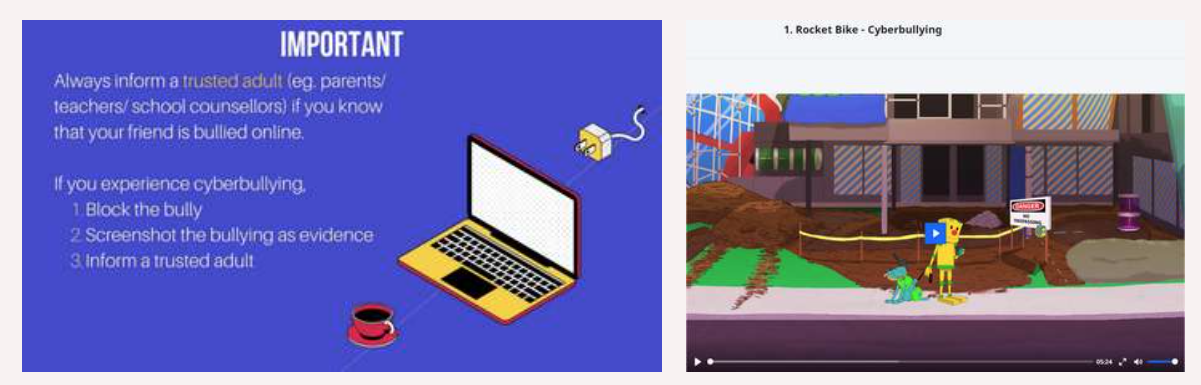 IMPORTANT
Always inform a trusted adult (eg. parents/
teachers/ school counsellors) if you know
that your friend is bullied online.
If you experience cyberbullying,
1. Block the bully
2. Screenshot the bullying as evidence
3. Inform a trusted adult
1. Rocket Bike - Cyberbullying
DANGER
NO
TRESPASSING
05:24